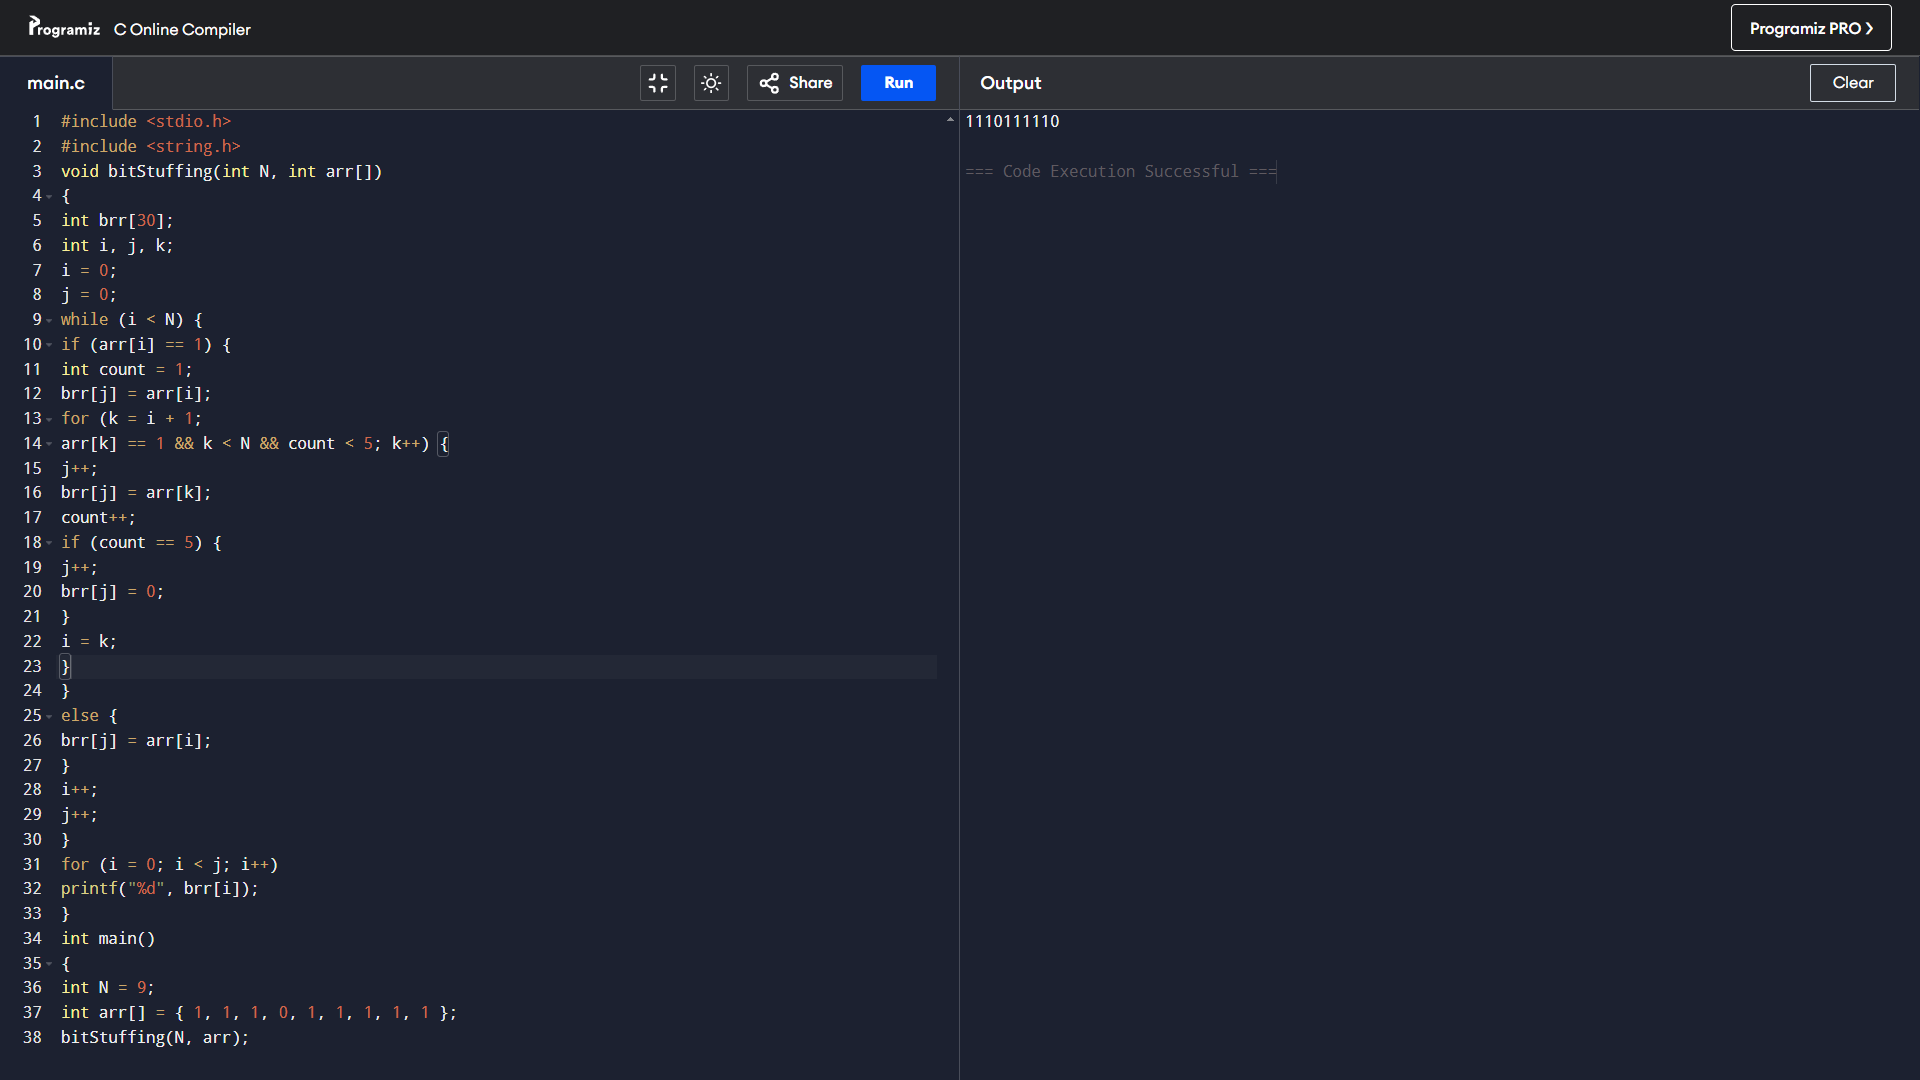 Programiz C Online Compiler
Programiz PRO ❯
main.c
Share
Run
Output
Clear
1 #include <stdio.h>
2 #include <string.h>
3 void bitStuffing(int N, int arr[])
4 {
5 int brr[30];
6 int i, j, k;
7 i = 0;
8 j = 0;
9 while (i < N) {
10 if (arr[i] == 1) {
11 int count = 1;
12 brr[j] = arr[i];
13 for (k = i + 1;
14 arr[k] == 1 && k < N && count < 5; k++) {
15 j++;
16 brr[j] = arr[k];
17 count++;
18 if (count == 5) {
19 j++;
20 brr[j] = 0;
21 }
22 i = k;
23 }
24 }
25 else {
26 brr[j] = arr[i];
27 }
28 i++;
29 j++;
30 }
31 for (i = 0; i < j; i++)
32 printf("%d", brr[i]);
33 }
34 int main()
35 {
36 int N = 9;
37 int arr[] = { 1, 1, 1, 0, 1, 1, 1, 1, 1 };
38 bitStuffing(N, arr);
1110111110
=== Code Execution Successful ===